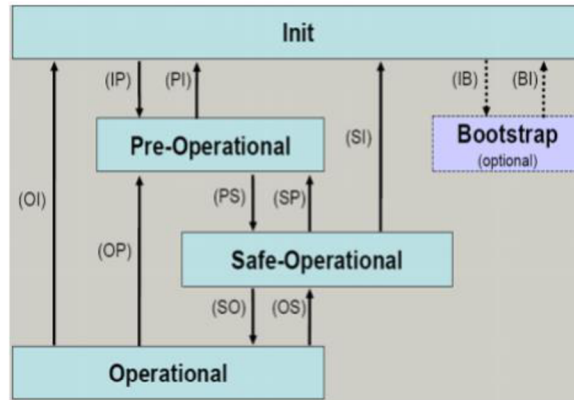 Init
(IP)
(PI)
(IB)
(BI)
Pre-Operational
(SI)
Bootstrap
(optional)
(OI)
(PS)
(SP)
(OP)
Safe-Operational
(SO)
(OS)
Operational